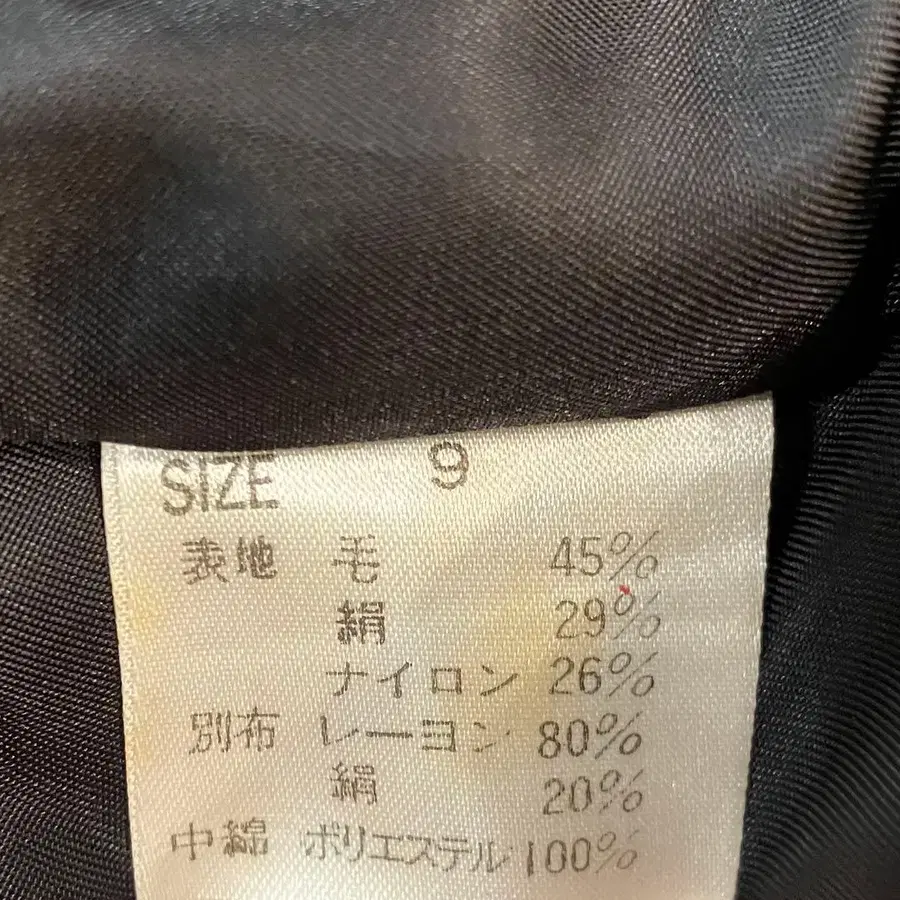 SIZE 9
表地 毛 45%
絹 29%
ナイロン 26%
別布 レーヨン 80%
絹 20%
中綿 ポリエステル 100%